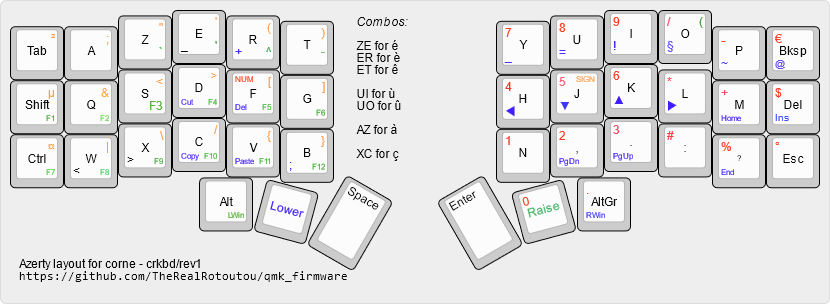 Combos:
ZE for é
ER for è
ET for ê
UI for ù
UO for û
AZ for à
XC for ç
²
Tab
;
A
"
Z
`
'
E
_
(
R
+ ^
)
T
-
7
Y
_
8
U
=
9
I
!
/ (
O
§
-
P
~
€
Bksp
@
µ
Shift
F1
&
Q
F2
<
S
F3
>
D
Cut F4
NUM [
F
Del F5
]
G
F6
4
H
◀
5 SIGN
J
▼
6
K
▲
*
L
►
+
M
Home
$
Del
Ins
¤
Ctrl
F7
|
W
<
F8
\
X
>
F9
/
C
Copy F10
{
V
Paste F11
}
B
; F12
1
N
2
,
PgDn
3
.
PgUp
#
:
%
?
End
°
Esc
Alt
LWin
Lower
Space
Enter
0
Raise
.
AltGr
RWin
Azerty layout for corne - crkbd/rev1
https://github.com/TheRealRotoutou/qmk_firmware